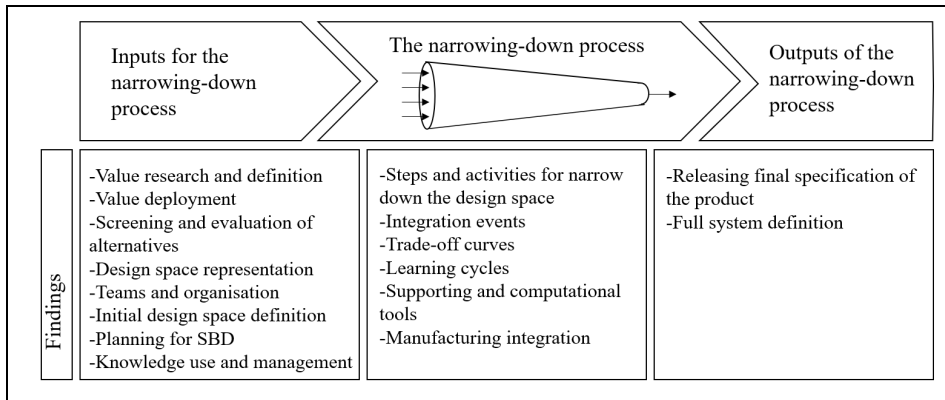 Inputs for the
narrowing-down
process
The narrowing-down process
Outputs of the
narrowing-down
process
Findings
-Value research and definition
-Value deployment
-Screening and evaluation of
alternatives
-Design space representation
-Teams and organisation
-Initial design space definition
-Planning for SBD
-Knowledge use and management
-Steps and activities for narrow
down the design space
-Integration events
-Trade-off curves
-Learning cycles
-Supporting and computational
tools
-Manufacturing integration
-Releasing final specification of
the product
-Full system definition